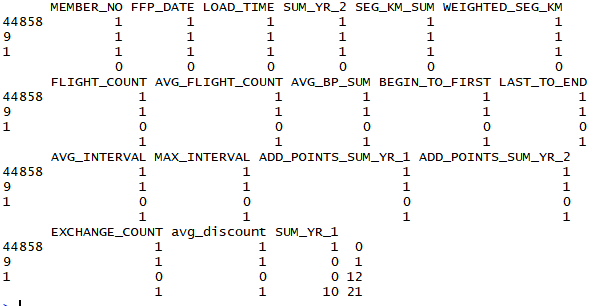 MEMBER_NO FFP_DATE LOAD_TIME SUM_YR_2 SEG_KM_SUM WEIGHTED_SEG_KM
44858 1 1 1 1 1 1
9 1 1 1 1 1 1
1 1 1 1 1 1 1
0 0 0 0 0 0
FLIGHT_COUNT AVG_FLIGHT_COUNT AVG_BP_SUM BEGIN_TO_FIRST LAST_TO_END
44858 1 1 1 1 1
9 1 1 1 1 1
1 0 0 0 0 0
1 1 1 1 1
AVG_INTERVAL MAX_INTERVAL ADD_POINTS_SUM_YR_1 ADD_POINTS_SUM_YR_2
44858 1 1 1 1
9 1 1 1 1
1 0 0 0 0
1 1 1 1
EXCHANGE_COUNT avg_discount SUM_YR_1
44858 1 1 1 0
9 1 1 0 1
1 0 0 0 12
1 1 10 21
>